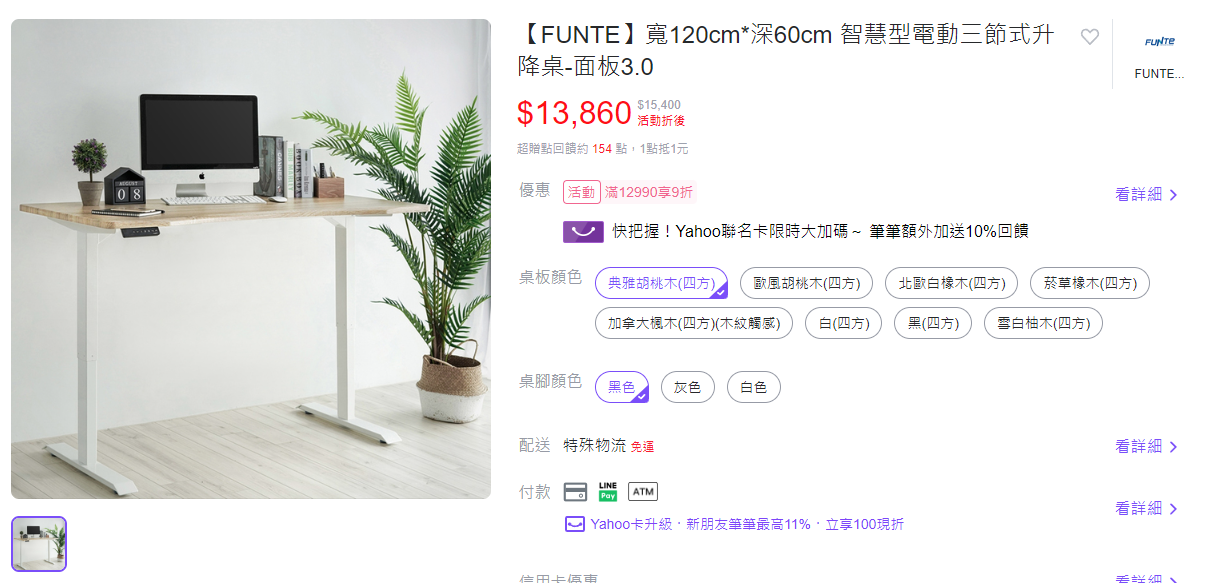 【FUNTE】寬120cm*深60cm 智慧型電動三節式升
降桌-面板3.0
FUNTE
FUNTE...
$13,860
$15,400
活動折後
超贈點回饋約 154 點，1點抵1元
優惠
活動 滿12990享9折
看詳細
快把握！Yahoo聯名卡限時大加碼～ 筆筆額外加送10%回饋
桌板顏色
典雅胡桃木(四方)
歐風胡桃木(四方)
北歐白橡木(四方)
菸草橡木(四方)
加拿大楓木(四方)(木紋觸感)
白(四方)
黑(四方)
雪白柚木(四方)
桌腳顏色
黑色
灰色
白色
配送
特殊物流 免運
看詳細
付款
LINE Pay
ATM
看詳細
Yahoo卡升級．新朋友筆筆最高11%．立享100現折
信用卡優惠
看詳細
AUGUST
08